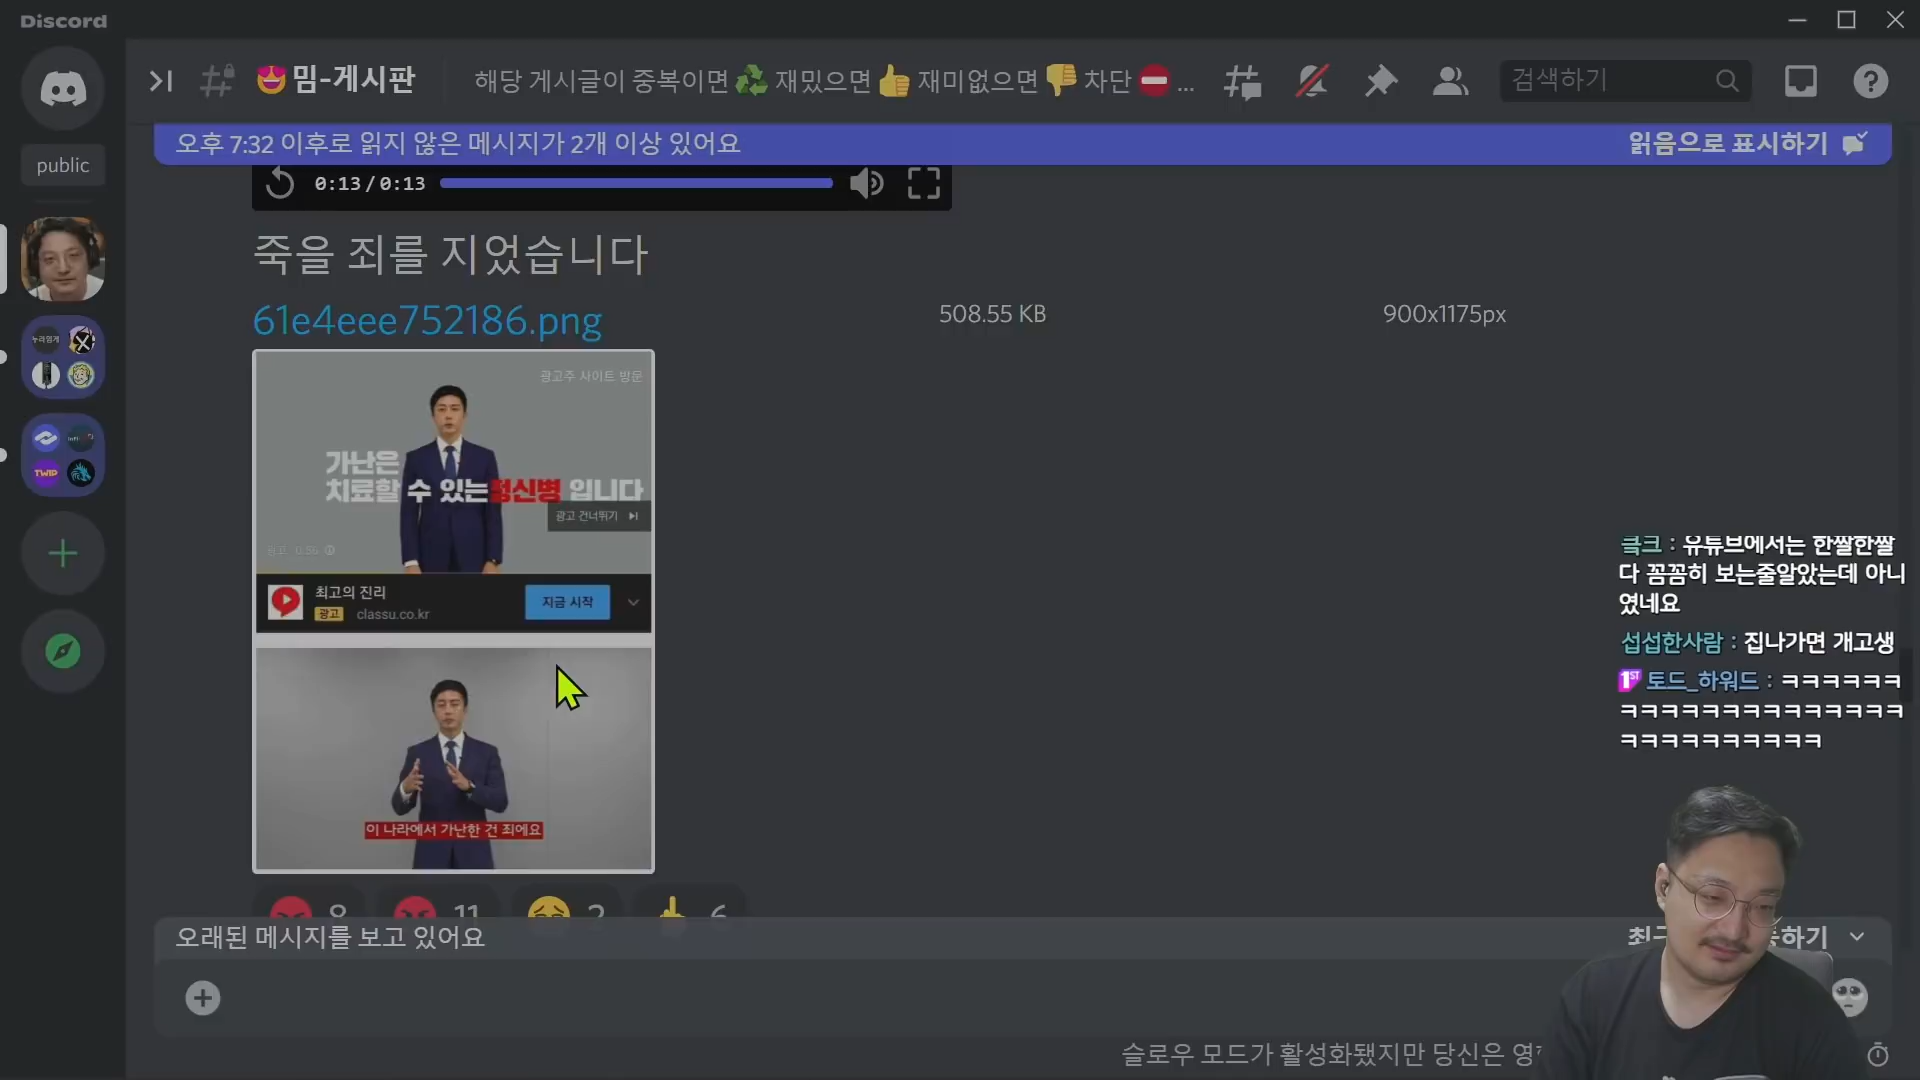 Discord
public
밈-게시판
해당 게시글이 중복이면 재밌으면 재미없으면 차단 ...
검색하기
오후 7:32 이후로 읽지 않은 메시지가 2개 이상 있어요
읽음으로 표시하기
0:13/0:13
죽을 죄를 지었습니다
61e4eee752186.png
508.55 KB
900x1175px
광고주 사이트 방문
가난은
치료할 수 있는 정신병 입니다
광고 건너뛰기
최고의 진리
광고 classu.co.kr
지금 시작
이 나라에서 가난한 건 죄에요
8 11 2 6
TWIP
: 유튜브에서는 한짤한짤
다 꼼꼼히 보는줄알았는데 아니
였네요
섭섭한사람 : 집나가면 개고생
1ST 토드_하워드 : ㅋㅋㅋㅋㅋㅋ
ㅋㅋㅋㅋㅋㅋㅋㅋㅋㅋㅋㅋㅋㅋ
ㅋㅋㅋㅋㅋㅋㅋㅋㅋㅋ
오래된 메시지를 보고 있어요
하기
슬로우 모드가 활성화됐지만 당신은